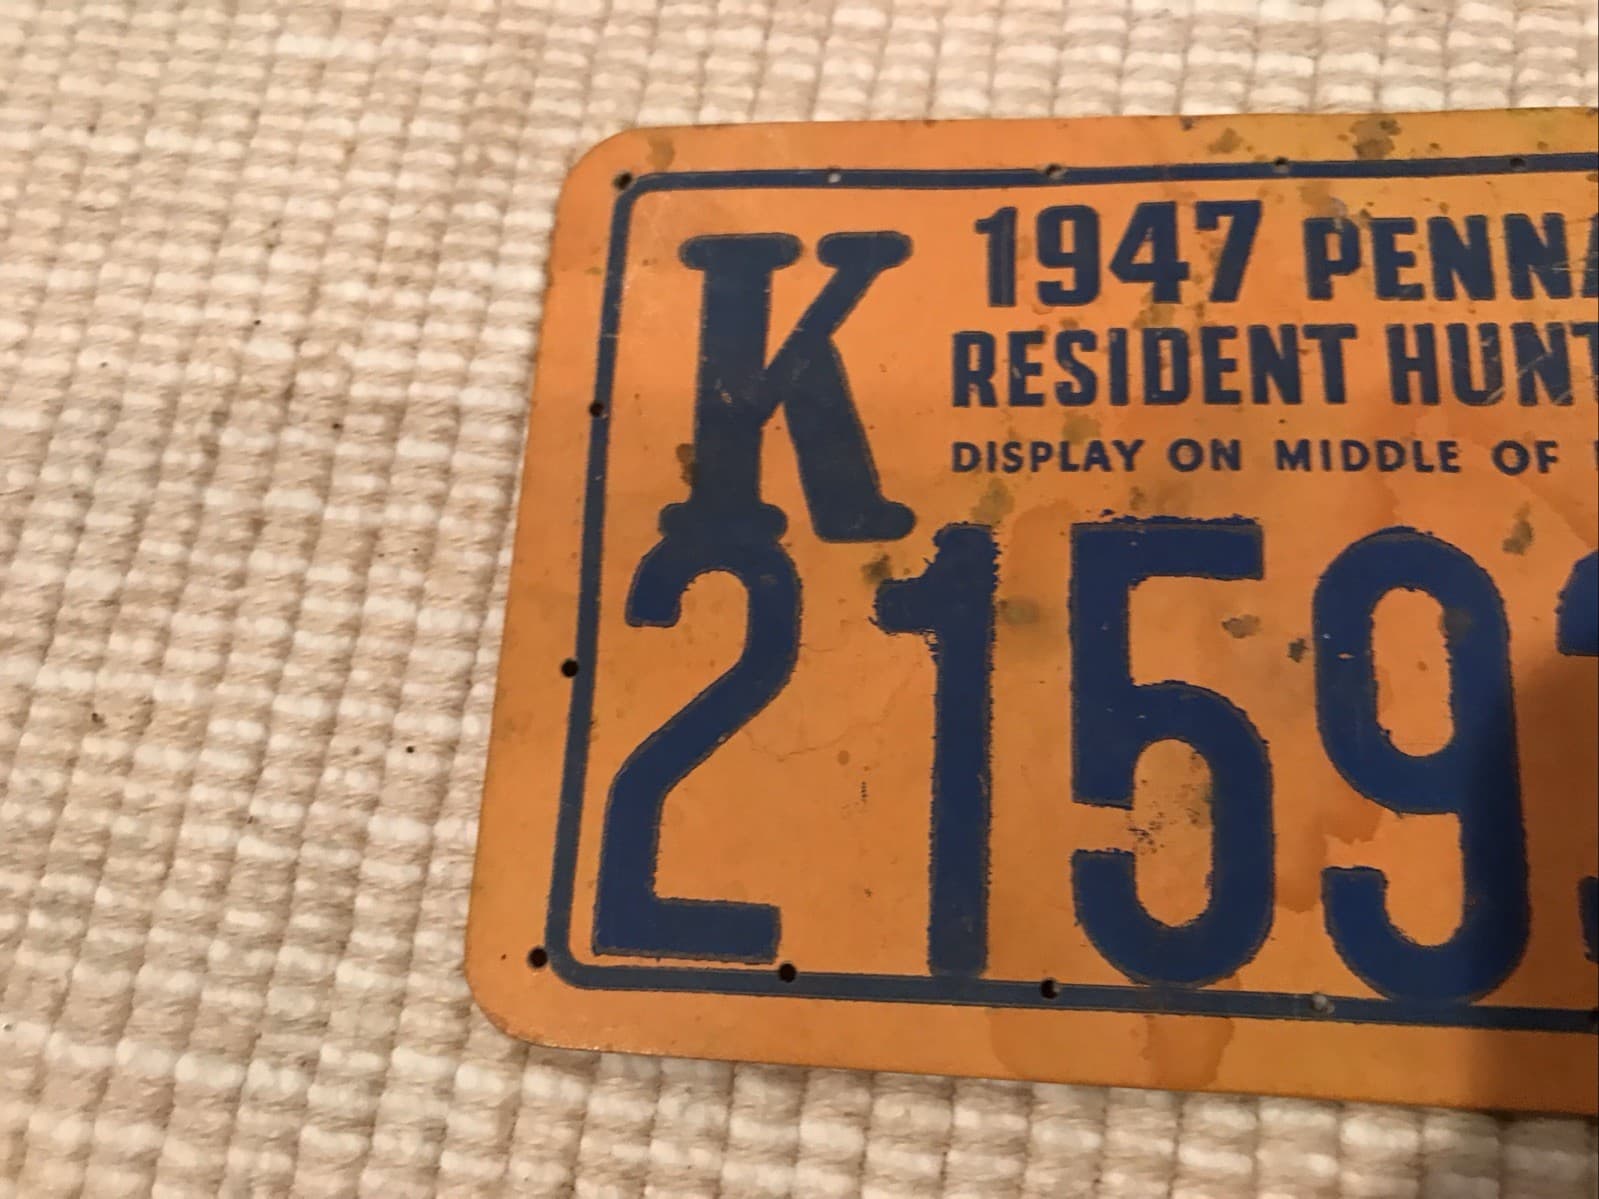 K
1947 PENNA
RESIDENT HUNT
DISPLAY ON MIDDLE OF
2159